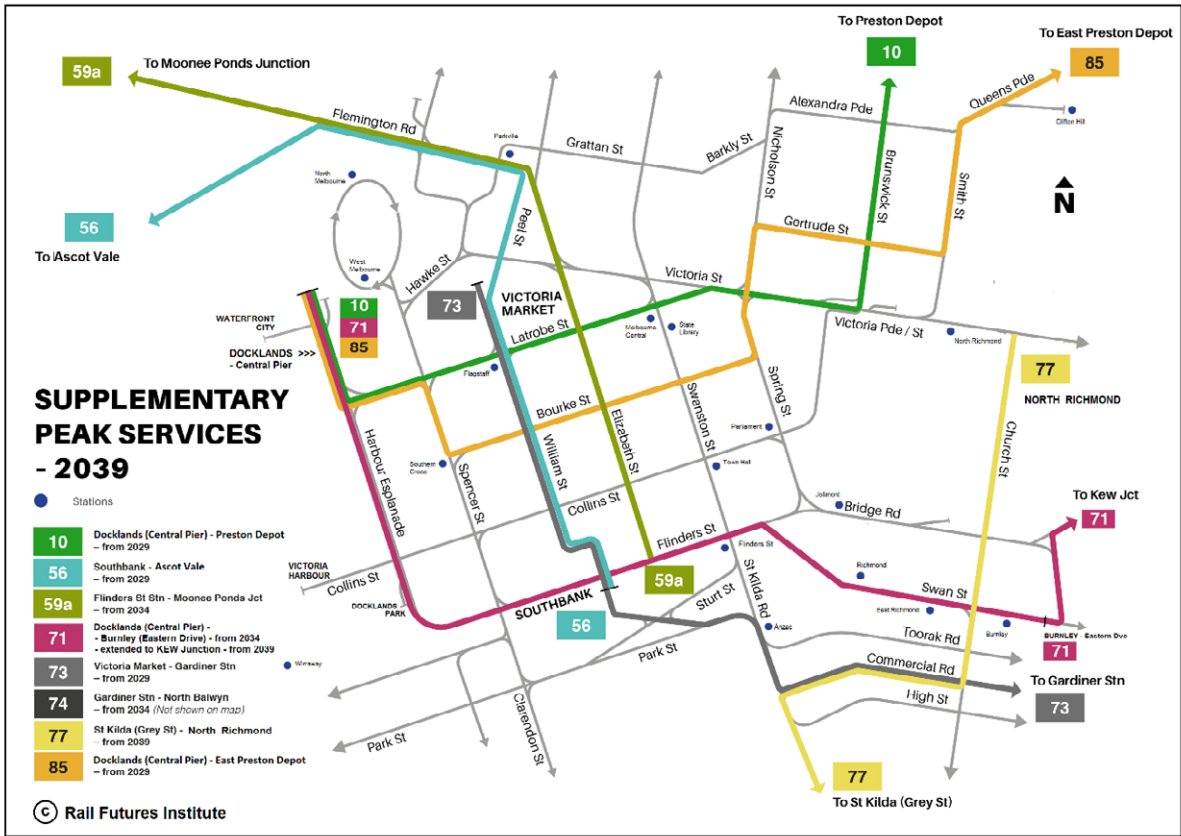 To Preston Depot
10
To East Preston Depot
85
59a
To Moonee Ponds Junction
Queens Pde
Clifton Hill
Alexandra Pde
Flemington Rd
Parkville
Grattan St
Barkly St
Nicholson St
Brunswick St
Smith St
N
North
Melbourne
56
To Ascot Vale
Peel St
Gertrude St
West
Melbourne
Hawke St
73
VICTORIA
MARKET
Victoria St
10
71
85
WATERFRONT
CITY
DOCKLANDS >>>
- Central Pier
Latrobe St
Melbourne
Central
State
Library
Victoria Pde / St
North Richmond
77
NORTH RICHMOND
Flagstaff
SUPPLEMENTARY
PEAK SERVICES
- 2039
Stations
Bourke St
Swanston St
Spring St
Harbour Esplanade
William St
Elizabeth St
Parliament
Church St
Southern
Cross
Spencer St
Town Hall
Collins St
Jolimont
Bridge Rd
To Kew Jct
71
Flinders St
Flinders St
VICTORIA
HARBOUR
Collins St
59a
St Kilda Rd
Richmond
Swan St
DOCKLANDS
PARK
SOUTHBANK
56
Sturt St
East Richmond
Burnley
BURNLEY - Eastern Dve
71
Anzac
Toorak Rd
Park St
Wirraway
Commercial Rd
To Gardiner Stn
73
High St
Clarendon St
Park St
77
To St Kilda (Grey St)
10
Docklands (Central Pier) - Preston Depot
– from 2029
56
Southbank - Ascot Vale
– from 2029
59a
Flinders St Stn - Moonee Ponds Jct
– from 2034
71
Docklands (Central Pier) -
- Burnley (Eastern Drive) - from 2034
- extended to KEW Junction - from 2039
73
Victoria Market - Gardiner Stn
– from 2029
74
Gardiner Stn - North Balwyn
– from 2034 (Not shown on map)
77
St Kilda (Grey St) - North Richmond
– from 2039
85
Docklands (Central Pier) - East Preston Depot
– from 2029
C Rail Futures Institute